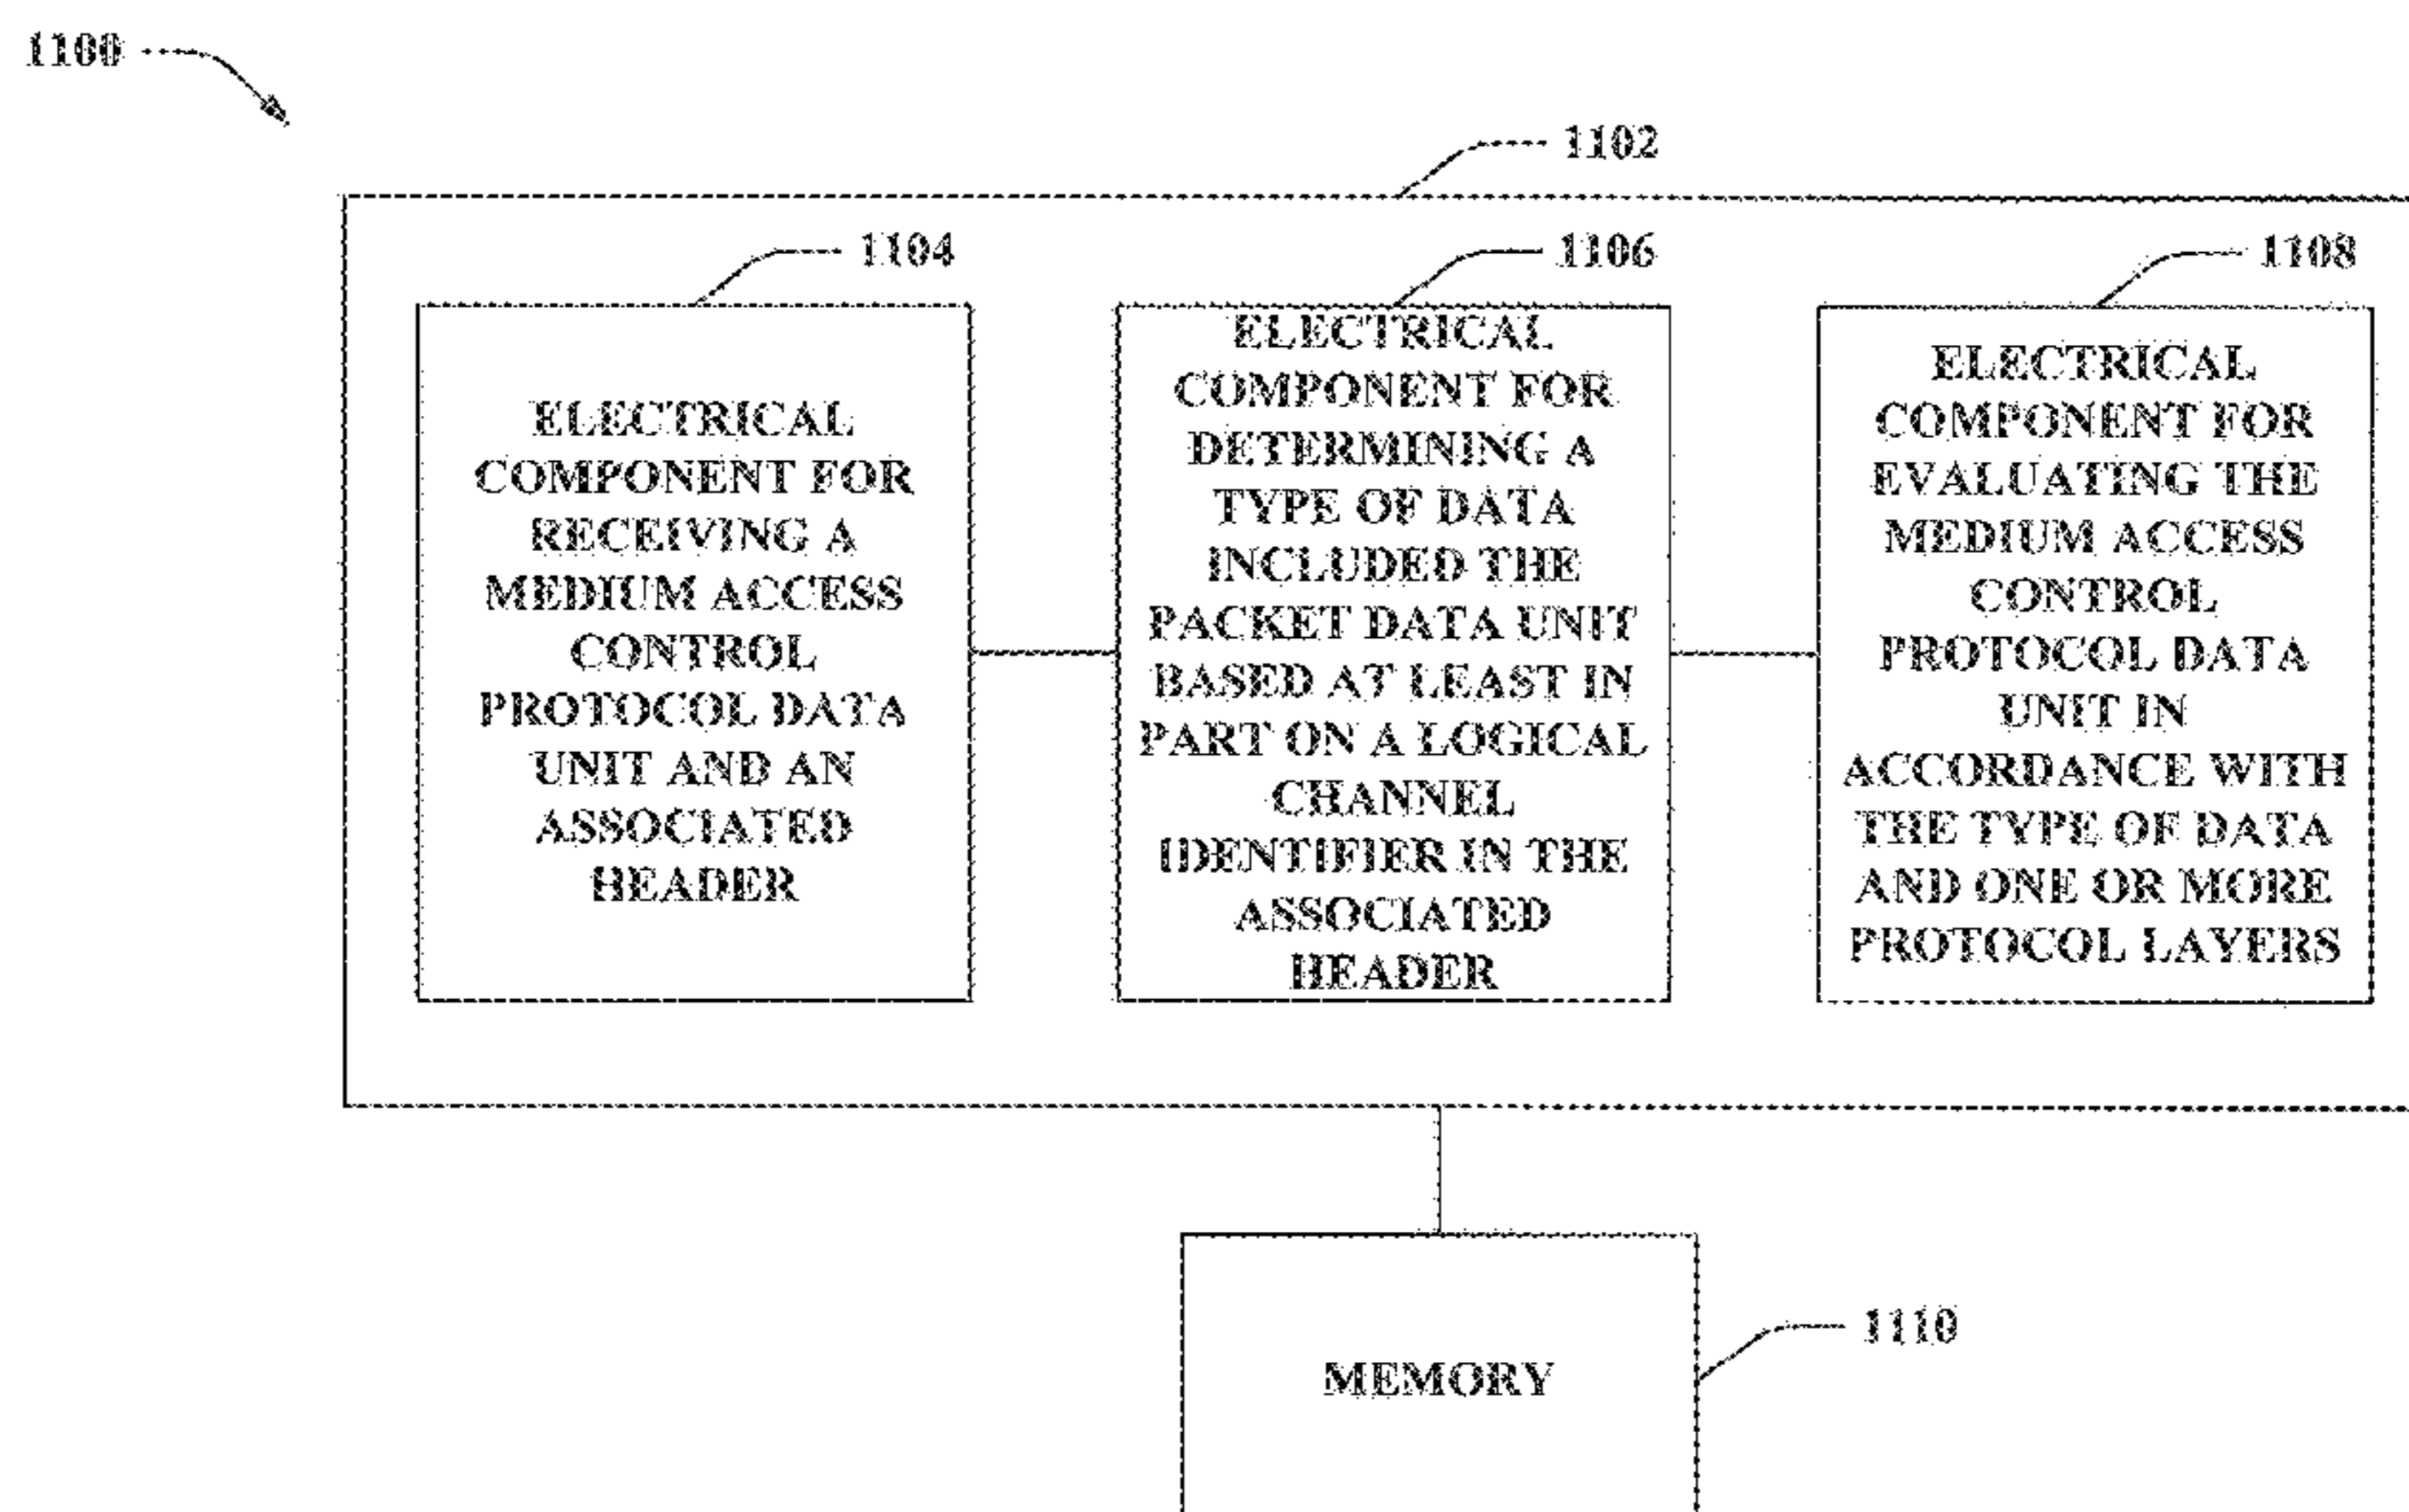 1100
1102
1104
ELECTRICAL
COMPONENT FOR
RECEIVING A
MEDIUM ACCESS
CONTROL
PROTOCOL DATA
UNIT AND AN
ASSOCIATED
HEADER
1106
ELECTRICAL
COMPONENT FOR
DETERMINING A
TYPE OF DATA
INCLUDED THE
PACKET DATA UNIT
BASED AT LEAST IN
PART ON A LOGICAL
CHANNEL
IDENTIFIER IN THE
ASSOCIATED
HEADER
1108
ELECTRICAL
COMPONENT FOR
EVALUATING THE
MEDIUM ACCESS
CONTROL
PROTOCOL DATA
UNIT IN
ACCORDANCE WITH
THE TYPE OF DATA
AND ONE OR MORE
PROTOCOL LAYERS
1110
MEMORY